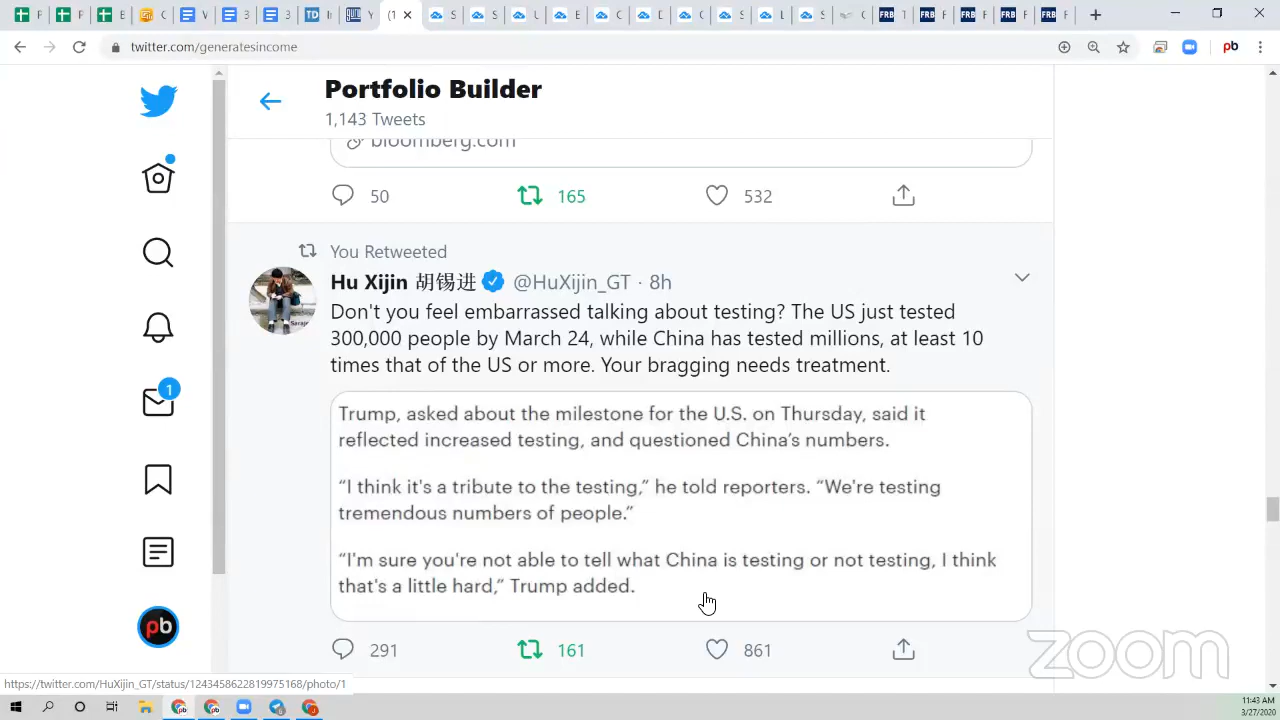 twitter.com/generatesincome
pb
Portfolio Builder
1,143 Tweets
bloomberg.com
50
165
532
You Retweeted
Hu Xijin 胡锡进 @HuXijin_GT · 8h
Don't you feel embarrassed talking about testing? The US just tested
300,000 people by March 24, while China has tested millions, at least 10
times that of the US or more. Your bragging needs treatment.
Trump, asked about the milestone for the U.S. on Thursday, said it
reflected increased testing, and questioned China's numbers.
“I think it's a tribute to the testing,” he told reporters. “We're testing
tremendous numbers of people.”
“I'm sure you're not able to tell what China is testing or not testing, I think
that's a little hard,” Trump added.
291
161
861
1
pb
zoom
https://twitter.com/HuXijin_GT/status/1243458622819975168/photo/1
11:43 AM
3/27/2020